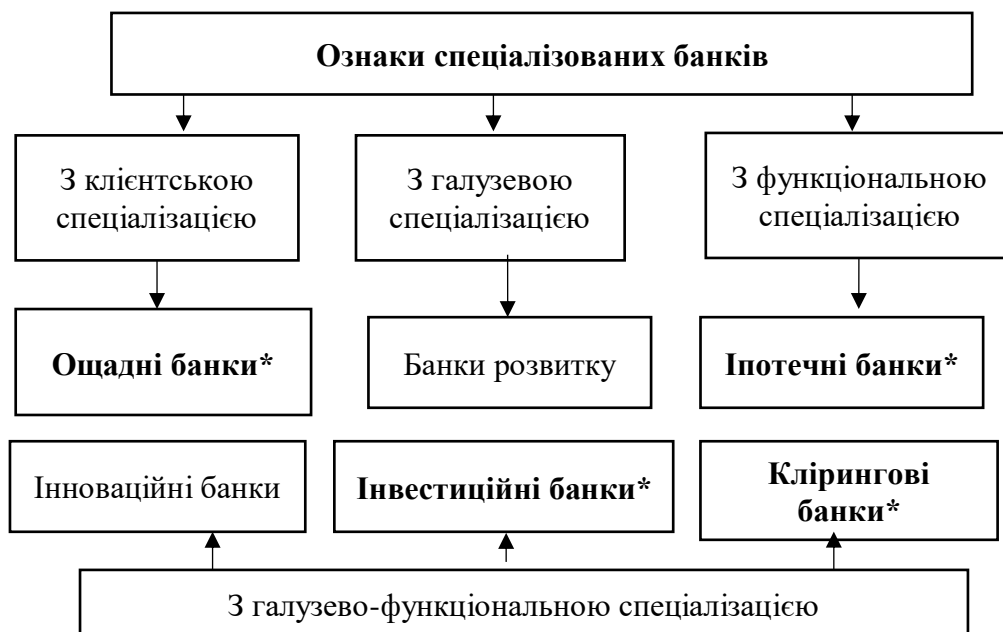 Ознаки спеціалізованих банків
З клієнтською
спеціалізацією
З галузевою
спеціалізацією
З функціональною
спеціалізацією
Ощадні банки*
Банки розвитку
Іпотечні банки*
Інноваційні банки
Інвестиційні банки*
Клірингові
банки*
З галузево-функціональною спеціалізацією